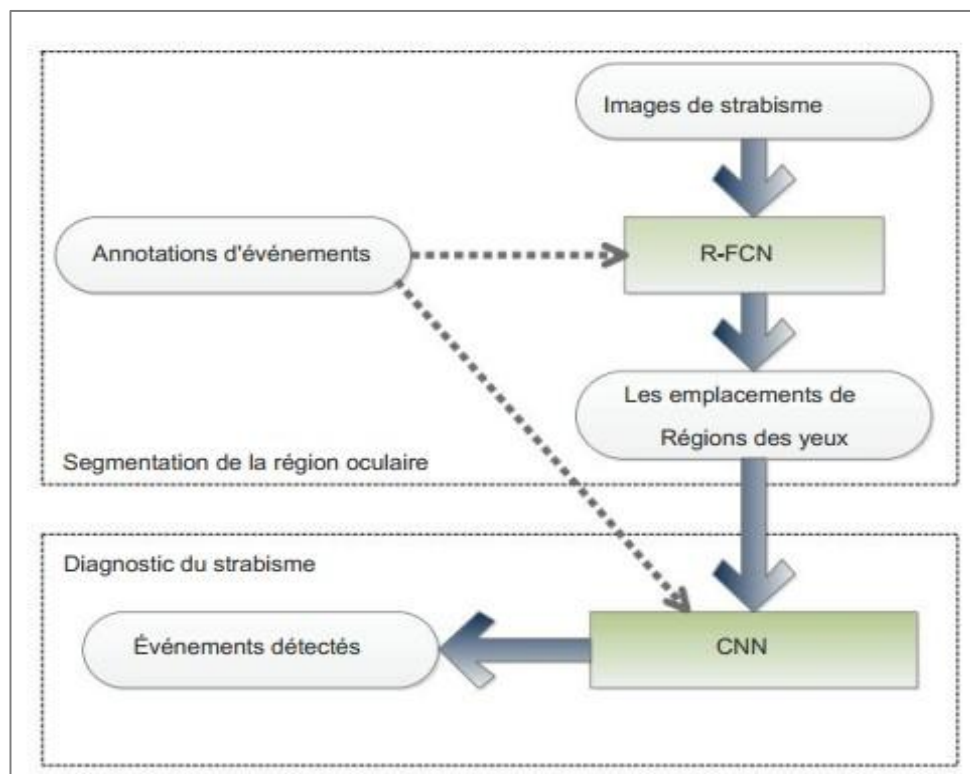 Images de strabisme
Annotations d'événements
R-FCN
Les emplacements de
Régions des yeux
Segmentation de la région oculaire
Diagnostic du strabisme
Événements détectés
CNN